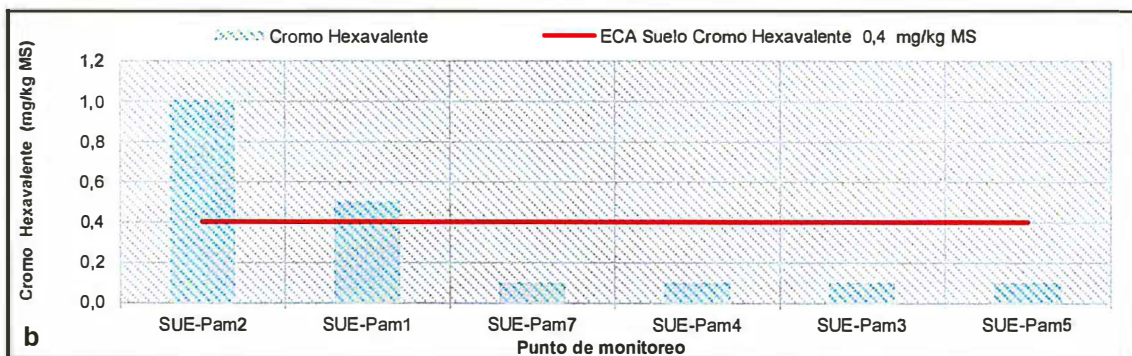 Cromo Hexavalente ECA Suelo Cromo Hexavalente 0,4 mg/kg MS
Cromo Hexavalente (mg/kg MS)
1,2
1,0
0,8
0,6
0,4
0,2
0,0
SUE-Pam2 SUE-Pam1 SUE-Pam7 SUE-Pam4 SUE-Pam3 SUE-Pam5
Punto de monitoreo
b